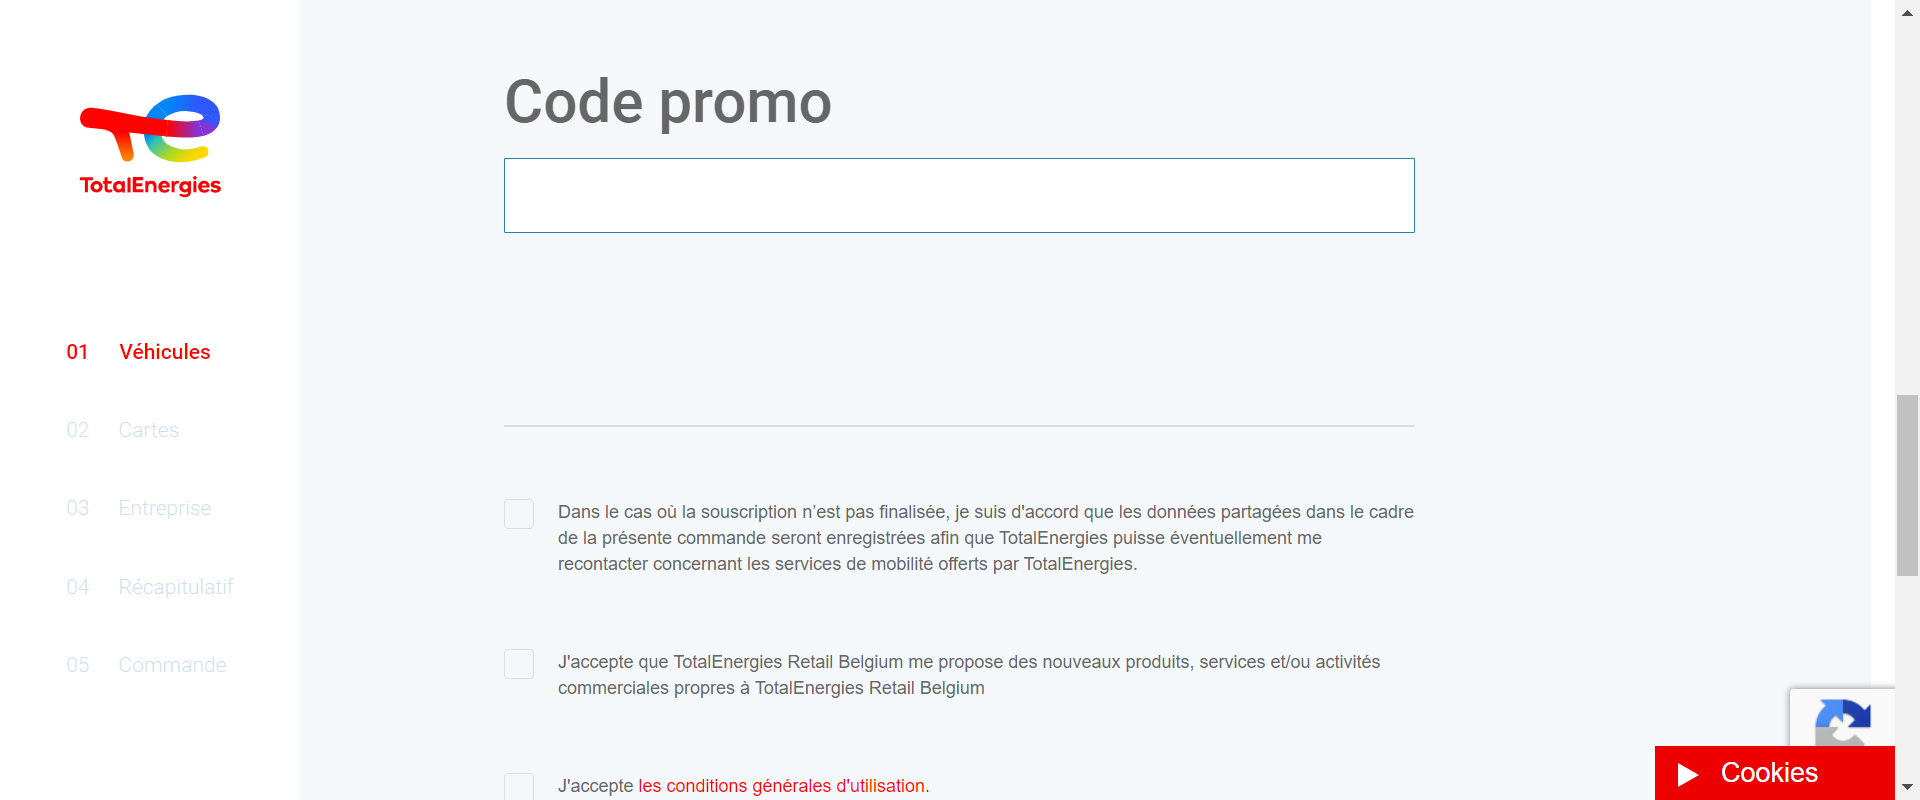 TotalEnergies
01 Véhicules
02 Cartes
03 Entreprise
04 Récapitulatif
05 Commande
Code promo
Dans le cas où la souscription n’est pas finalisée, je suis d'accord que les données partagées dans le cadre
de la présente commande seront enregistrées afin que TotalEnergies puisse éventuellement me
recontacter concernant les services de mobilité offerts par TotalEnergies.
J'accepte que TotalEnergies Retail Belgium me propose des nouveaux produits, services et/ou activités
commerciales propres à TotalEnergies Retail Belgium
J'accepte les conditions générales d'utilisation.
Cookies